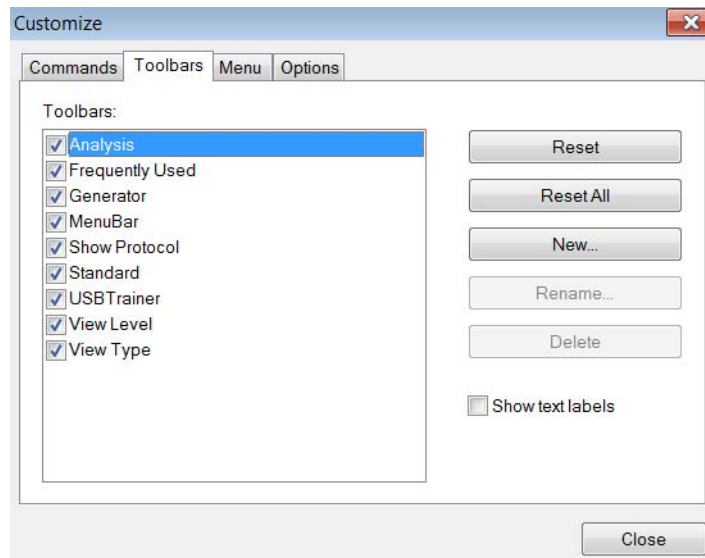 Customize
Commands Toolbars Menu Options
Toolbars:
Analysis
Frequently Used
Generator
MenuBar
Show Protocol
Standard
USBTrainer
View Level
View Type
Reset
Reset All
New...
Rename...
Delete
Show text labels
Close